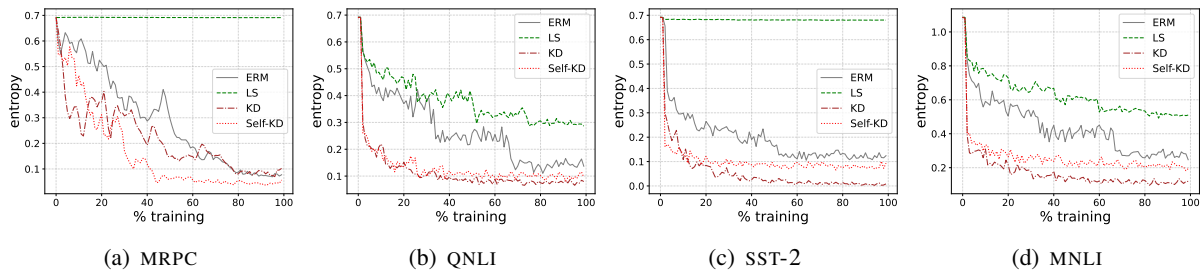 0.7
0.6
0.5
0.4
0.3
0.2
0.1
entropy
0 20 40 60 80 100
% training
ERM
LS
KD
Self-KD
(a) MRPC
0.7
0.6
0.5
0.4
0.3
0.2
0.1
entropy
0 20 40 60 80 100
% training
ERM
LS
KD
Self-KD
(b) QNLI
0.7
0.6
0.5
0.4
0.3
0.2
0.1
0.0
entropy
0 20 40 60 80 100
% training
ERM
LS
KD
Self-KD
(c) SST-2
1.0
0.8
0.6
0.4
0.2
entropy
0 20 40 60 80 100
% training
ERM
LS
KD
Self-KD
(d) MNLI